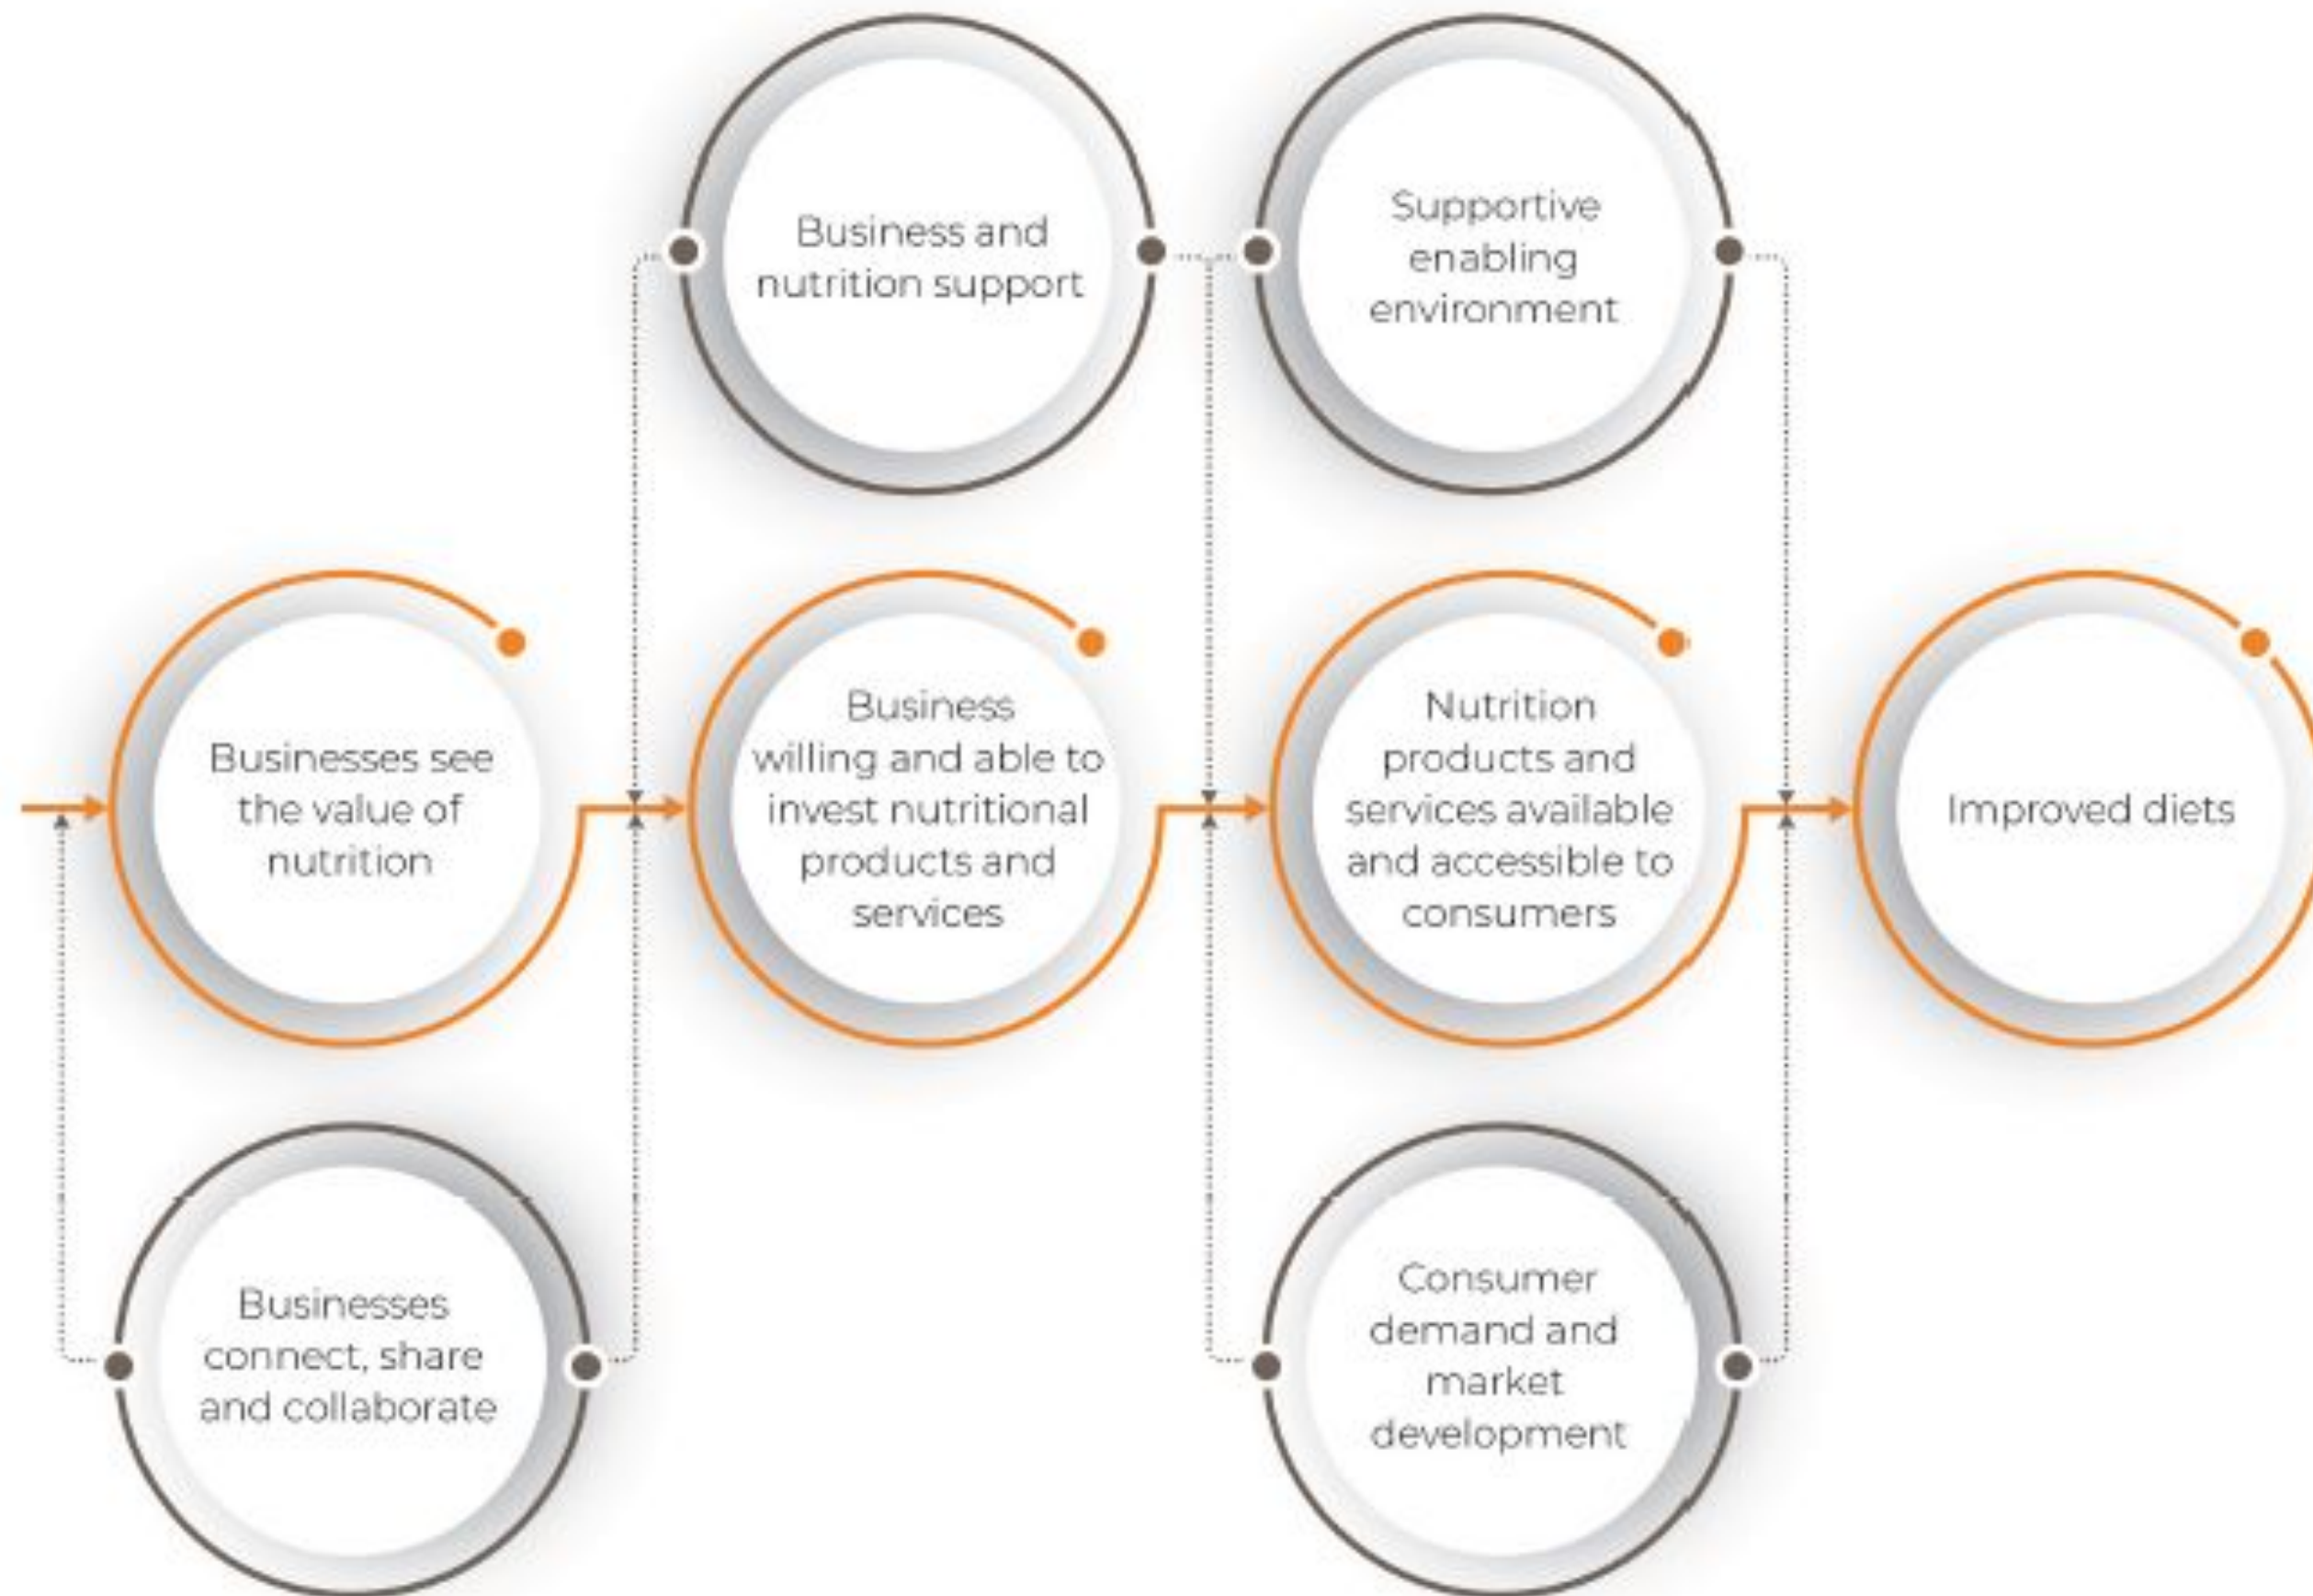 Business and
nutrition support
Supportive
enabling
environment
Businesses see
the value of
nutrition
Business
willing and able to
invest nutritional
products and
services
Nutrition
products and
services available
and accessible to
consumers
Improved diets
Businesses
connect, share
and collaborate
Consumer
demand and
market
development